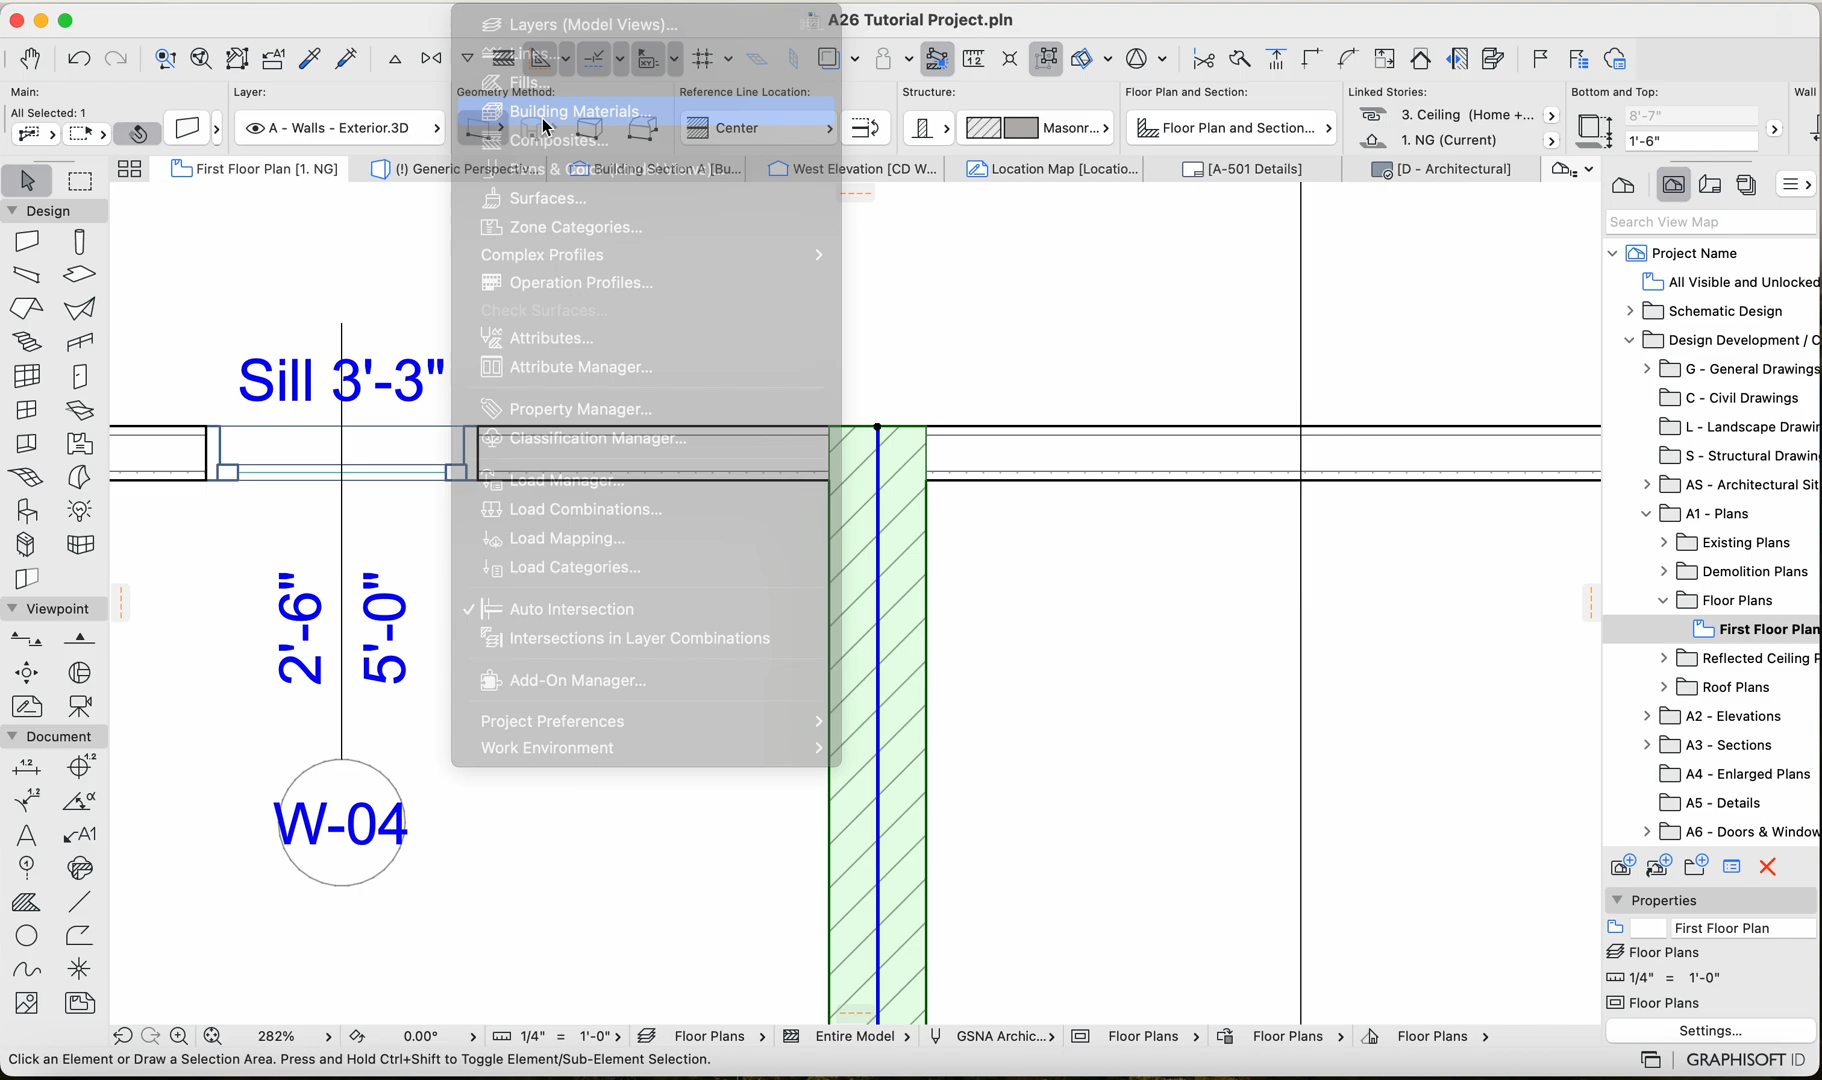 A26 Tutorial Project.pln
Layers (Model Views)...
Lines...
Fills...
Building Materials...
Composites...
Surfaces...
Zone Categories...
Complex Profiles
Operation Profiles...
Check Surfaces...
Attributes...
Attribute Manager...
Property Manager...
Classification Manager...
Load Manager...
Load Combinations...
Load Mapping...
Load Categories...
Auto Intersection
Intersections in Layer Combinations
Add-On Manager...
Project Preferences
Work Environment
Main:
All Selected: 1
Layer:
A - Walls - Exterior.3D
Geometry Method:
Reference Line Location:
Center
Structure:
Masonr...
Floor Plan and Section:
Floor Plan and Section...
Linked Stories:
3. Ceiling (Home +...
1. NG (Current)
Bottom and Top:
8'-7"
1'-6"
Wall
First Floor Plan [1. NG]
(!) Generic Perspective
Building Section A [Bu...
West Elevation [CD W...
Location Map [Locatio...
[A-501 Details]
[D - Architectural]
Design
Viewpoint
Document
Sill 3'-3"
2'-6"
5'-0"
W-04
Search View Map
Project Name
All Visible and Unlocked
Schematic Design
Design Development / C
G - General Drawings
C - Civil Drawings
L - Landscape Drawin
S - Structural Drawin
AS - Architectural Sit
A1 - Plans
Existing Plans
Demolition Plans
Floor Plans
First Floor Plan
Reflected Ceiling P
Roof Plans
A2 - Elevations
A3 - Sections
A4 - Enlarged Plans
A5 - Details
A6 - Doors & Window
Properties
First Floor Plan
Floor Plans
1/4" = 1'-0"
Floor Plans
Settings...
282%
0.00°
1/4" = 1'-0"
Floor Plans
Entire Model
GSNA Archic...
Floor Plans
Floor Plans
Floor Plans
Click an Element or Draw a Selection Area. Press and Hold Ctrl+Shift to Toggle Element/Sub-Element Selection.
GRAPHISOFT ID